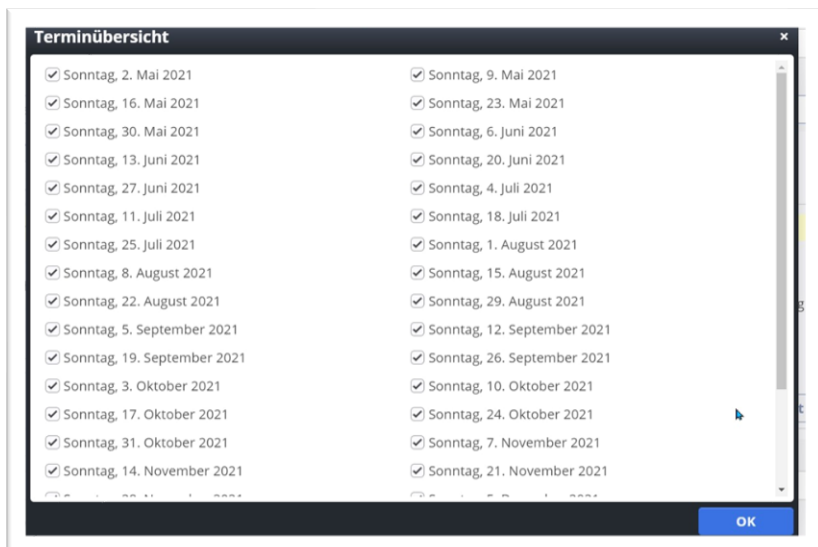 Terminübersicht
Sonntag, 2. Mai 2021 Sonntag, 9. Mai 2021
Sonntag, 16. Mai 2021 Sonntag, 23. Mai 2021
Sonntag, 30. Mai 2021 Sonntag, 6. Juni 2021
Sonntag, 13. Juni 2021 Sonntag, 20. Juni 2021
Sonntag, 27. Juni 2021 Sonntag, 4. Juli 2021
Sonntag, 11. Juli 2021 Sonntag, 18. Juli 2021
Sonntag, 25. Juli 2021 Sonntag, 1. August 2021
Sonntag, 8. August 2021 Sonntag, 15. August 2021
Sonntag, 22. August 2021 Sonntag, 29. August 2021
Sonntag, 5. September 2021 Sonntag, 12. September 2021
Sonntag, 19. September 2021 Sonntag, 26. September 2021
Sonntag, 3. Oktober 2021 Sonntag, 10. Oktober 2021
Sonntag, 17. Oktober 2021 Sonntag, 24. Oktober 2021
Sonntag, 31. Oktober 2021 Sonntag, 7. November 2021
Sonntag, 14. November 2021 Sonntag, 21. November 2021
OK